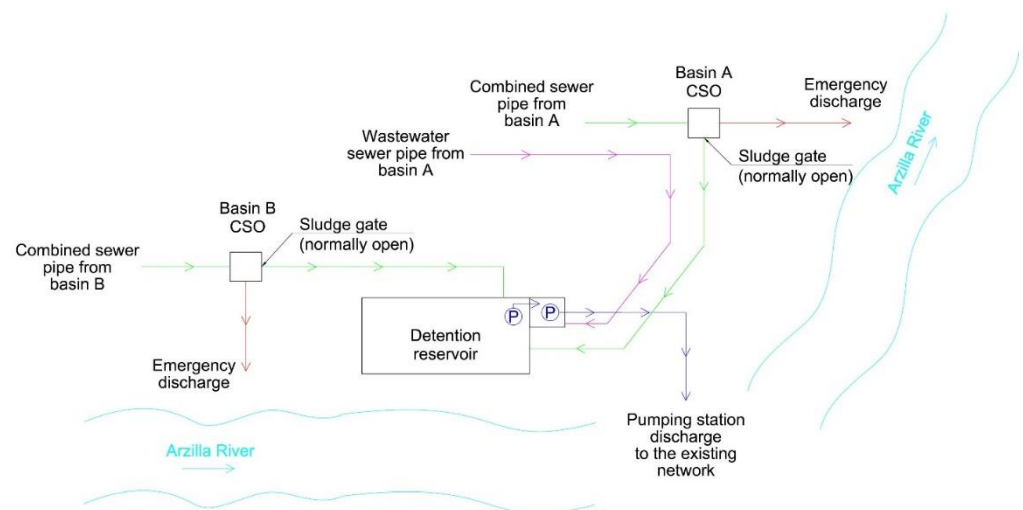 Basin A
CSO
Combined sewer
pipe from
basin A
Emergency
discharge
Wastewater
sewer pipe from
basin A
Sludge gate
(normally open)
Arzilla River
Basin B
CSO
Sludge gate
(normally open)
Combined sewer
pipe from
basin B
P
P
Detention
reservoir
Emergency
discharge
Pumping station
discharge
to the existing
network
Arzilla River